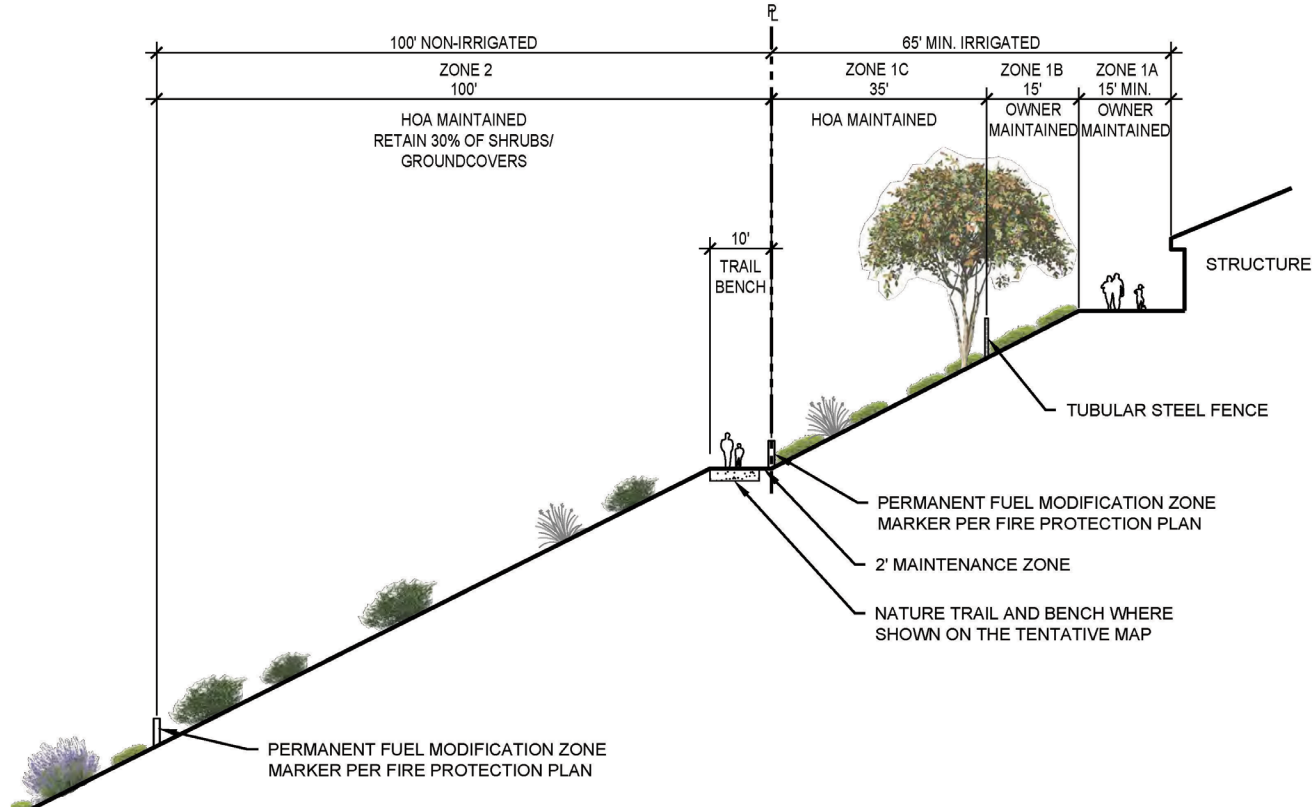 ℄
100' NON-IRRIGATED
65' MIN. IRRIGATED
ZONE 2
100'
ZONE 1C
35'
ZONE 1B
15'
ZONE 1A
15' MIN.
HOA MAINTAINED
RETAIN 30% OF SHRUBS/
GROUNDCOVERS
HOA MAINTAINED
OWNER
MAINTAINED
OWNER
MAINTAINED
10'
TRAIL
BENCH
STRUCTURE
TUBULAR STEEL FENCE
PERMANENT FUEL MODIFICATION ZONE
MARKER PER FIRE PROTECTION PLAN
2' MAINTENANCE ZONE
NATURE TRAIL AND BENCH WHERE
SHOWN ON THE TENTATIVE MAP
PERMANENT FUEL MODIFICATION ZONE
MARKER PER FIRE PROTECTION PLAN